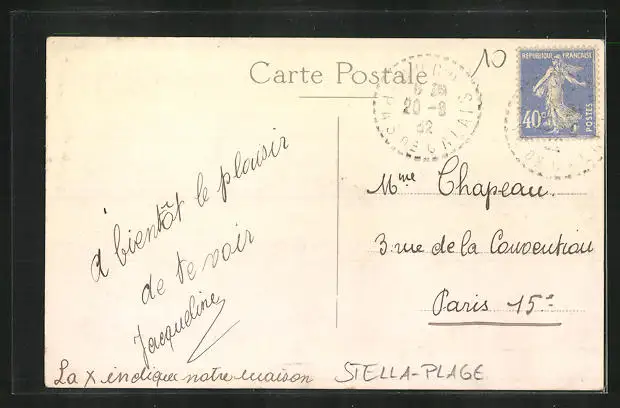 Carte Postale
10
20-8
32
PAS DE CALAIS
REPUBLIQUE FRANCAISE
40c
POSTES
à bientôt le plaisir
de te voir
Jacqueline
La X indique notre maison
STELLA-PLAGE
Mme Chapeau.
3 rue de la Convention
Paris 15e